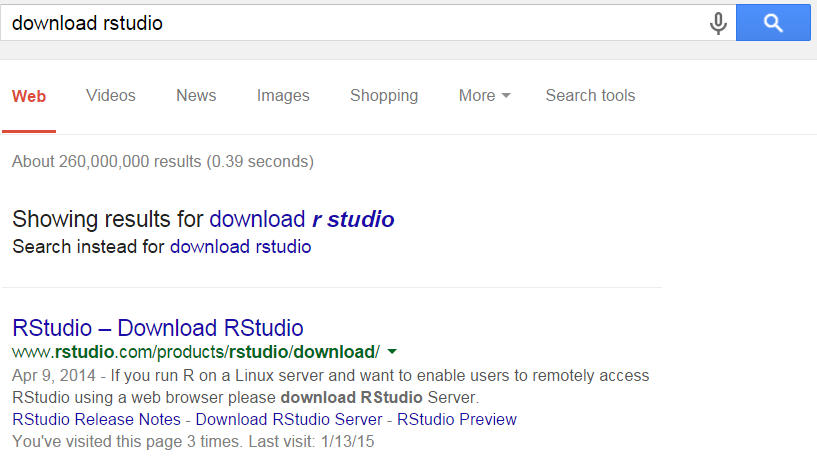 download rstudio
Web Videos News Images Shopping More Search tools
About 260,000,000 results (0.39 seconds)
Showing results for download r studio
Search instead for download rstudio
RStudio – Download RStudio
www.rstudio.com/products/rstudio/download/
Apr 9, 2014 - If you run R on a Linux server and want to enable users to remotely access
RStudio using a web browser please download RStudio Server.
RStudio Release Notes - Download RStudio Server - RStudio Preview
You've visited this page 3 times. Last visit: 1/13/15